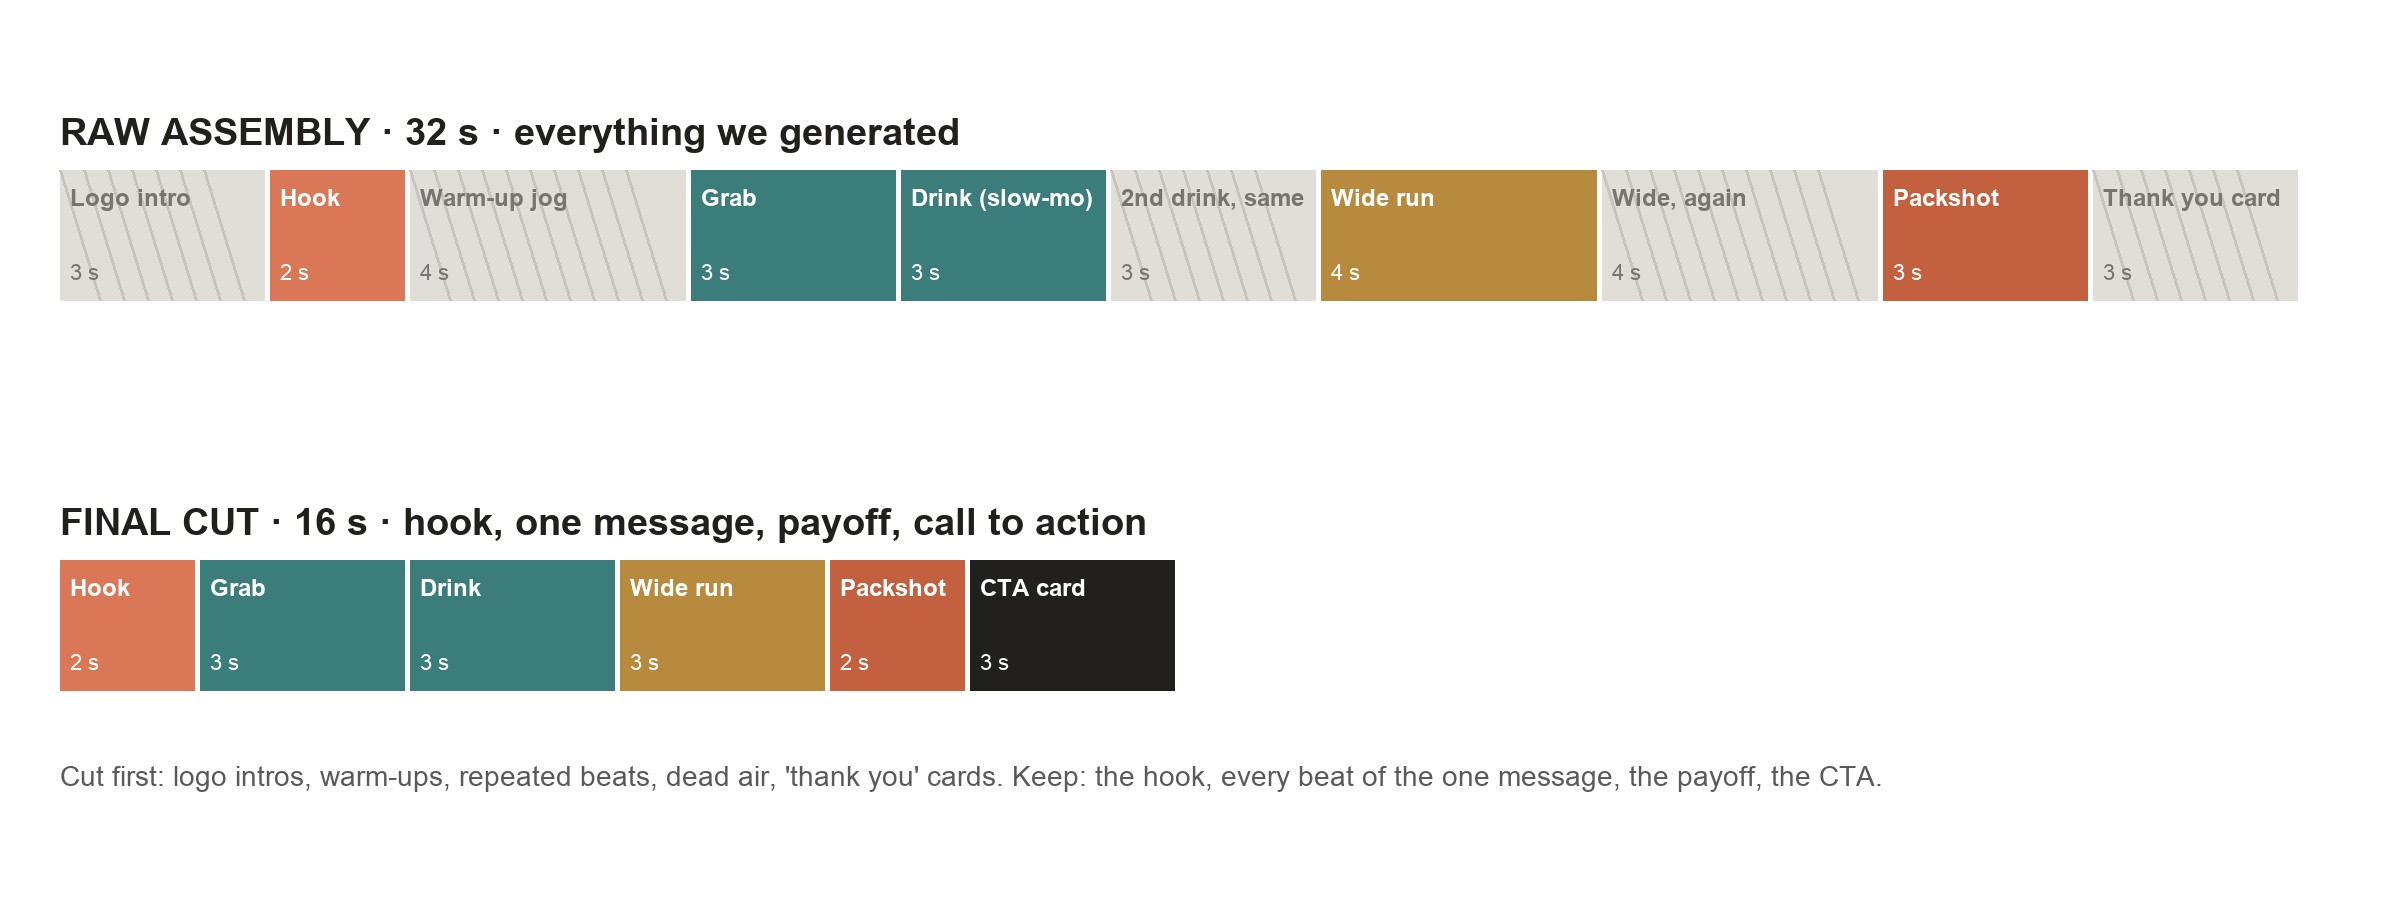 RAW ASSEMBLY · 32 s · everything we generated
Logo intro
3 s
Hook
2 s
Warm-up jog
4 s
Grab
3 s
Drink (slow-mo)
3 s
2nd drink, same
3 s
Wide run
4 s
Wide, again
4 s
Packshot
3 s
Thank you card
3 s
FINAL CUT · 16 s · hook, one message, payoff, call to action
Hook
2 s
Grab
3 s
Drink
3 s
Wide run
3 s
Packshot
2 s
CTA card
3 s
Cut first: logo intros, warm-ups, repeated beats, dead air, 'thank you' cards. Keep: the hook, every beat of the one message, the payoff, the CTA.